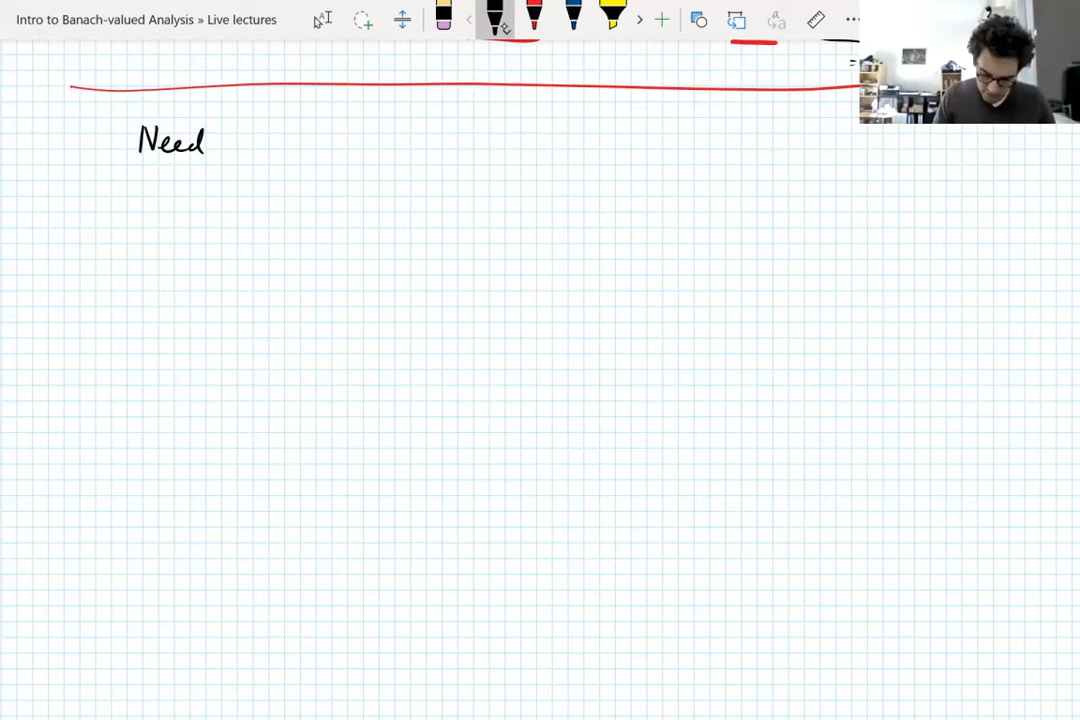 Intro to Banach-valued Analysis » Live lectures
Need